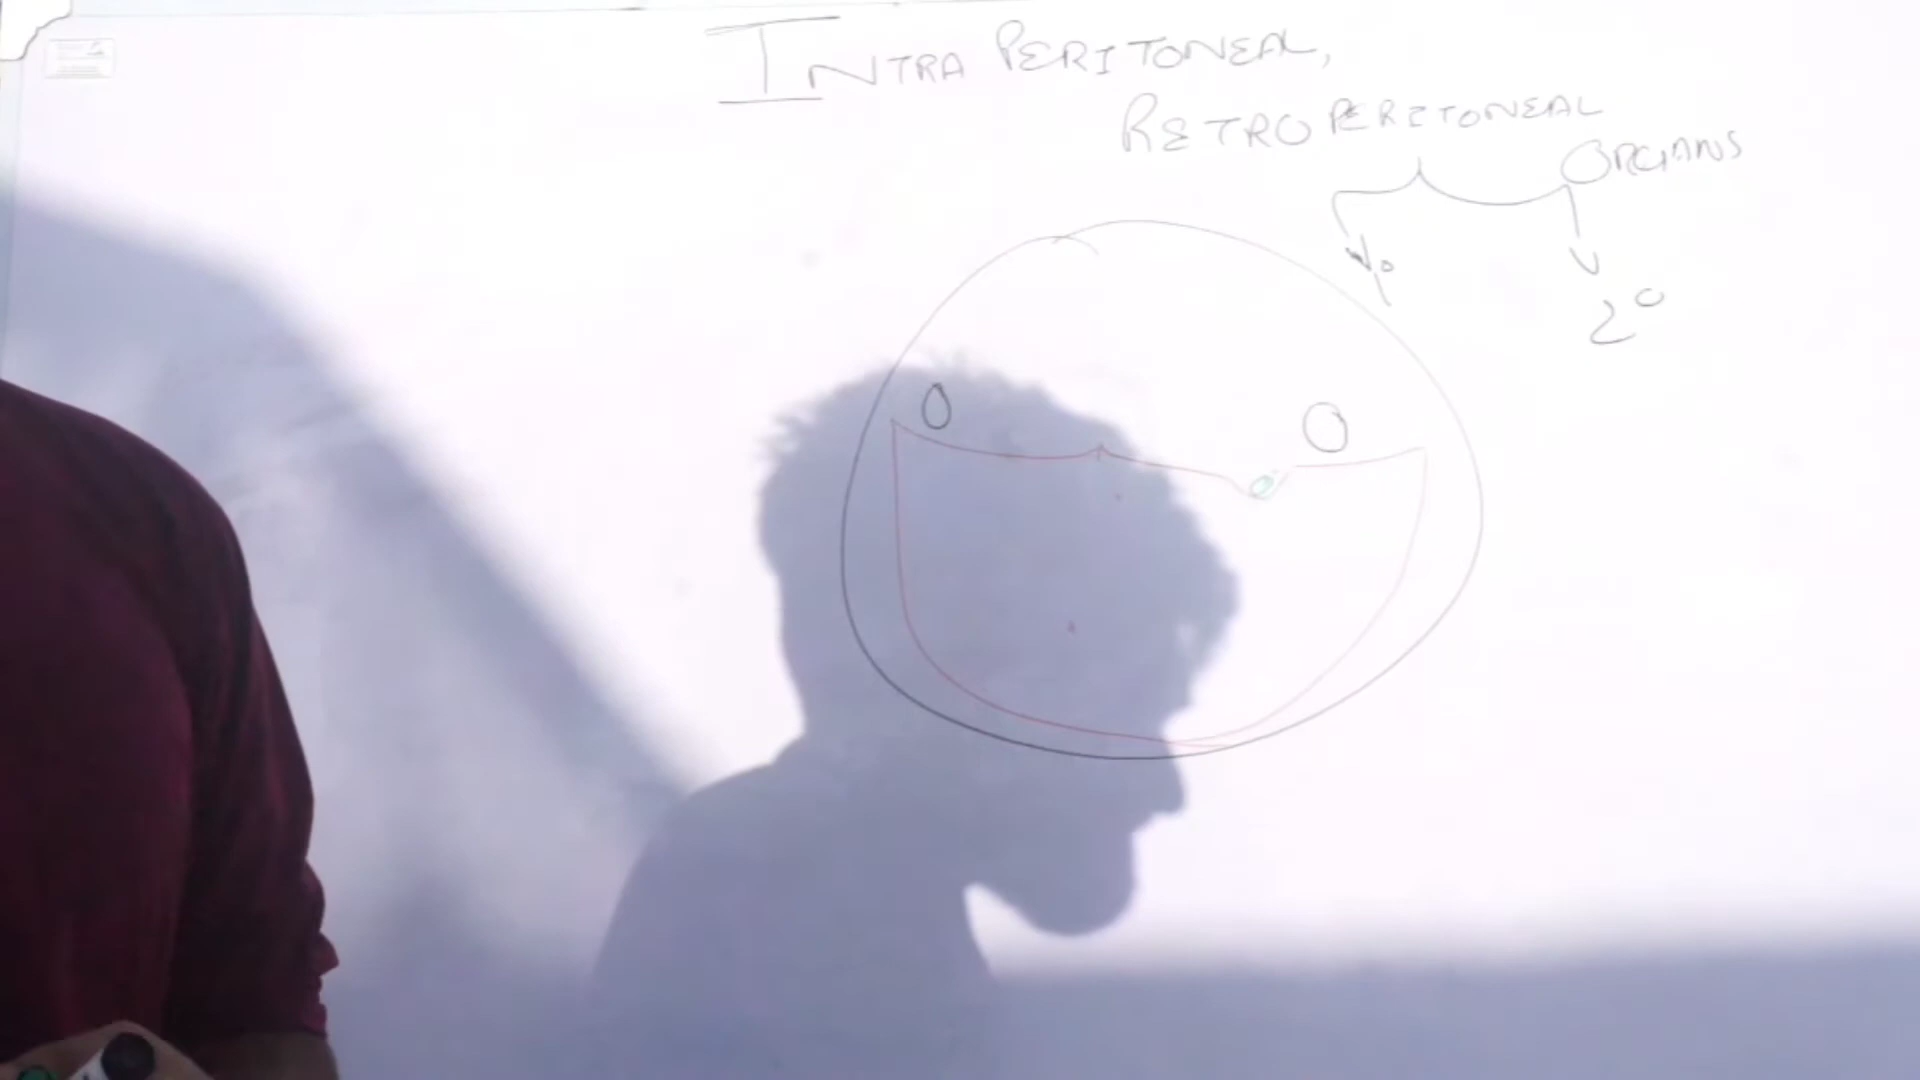 INTRA PERITONEAL,
RETROPERITONEAL
ORGANS
1°
2°